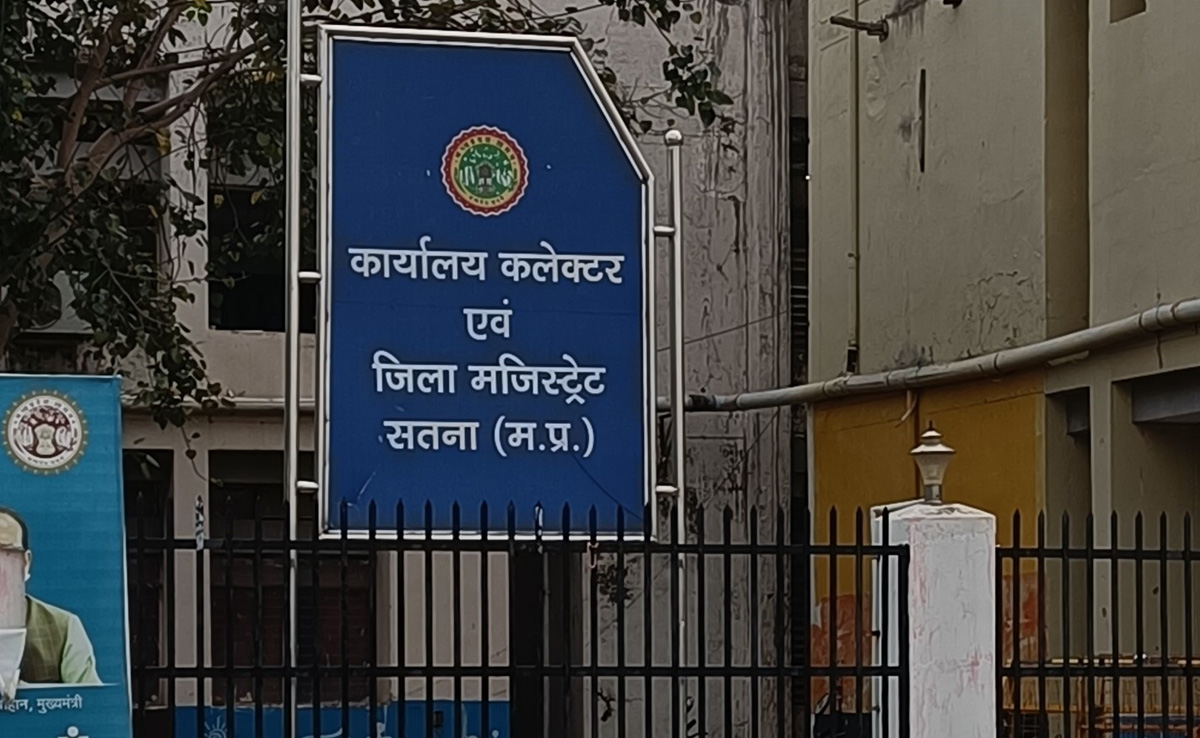 कार्यालय कलेक्टर
एवं
जिला मजिस्ट्रेट
सतना (म.प्र.)
मुख्यमंत्री